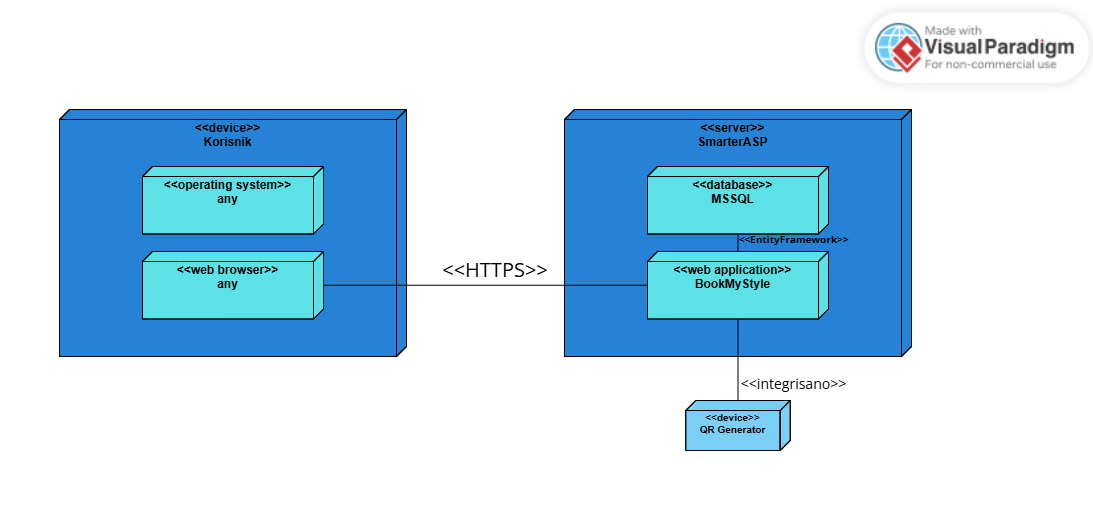 Made with
Visual Paradigm
For non-commercial use
<<device>>
Korisnik
<<operating system>>
any
<<web browser>>
any
<<HTTPS>>
<<server>>
SmarterASP
<<database>>
MSSQL
<<EntityFramework>>
<<web application>>
BookMyStyle
<<integrisano>>
<<device>>
QR Generator